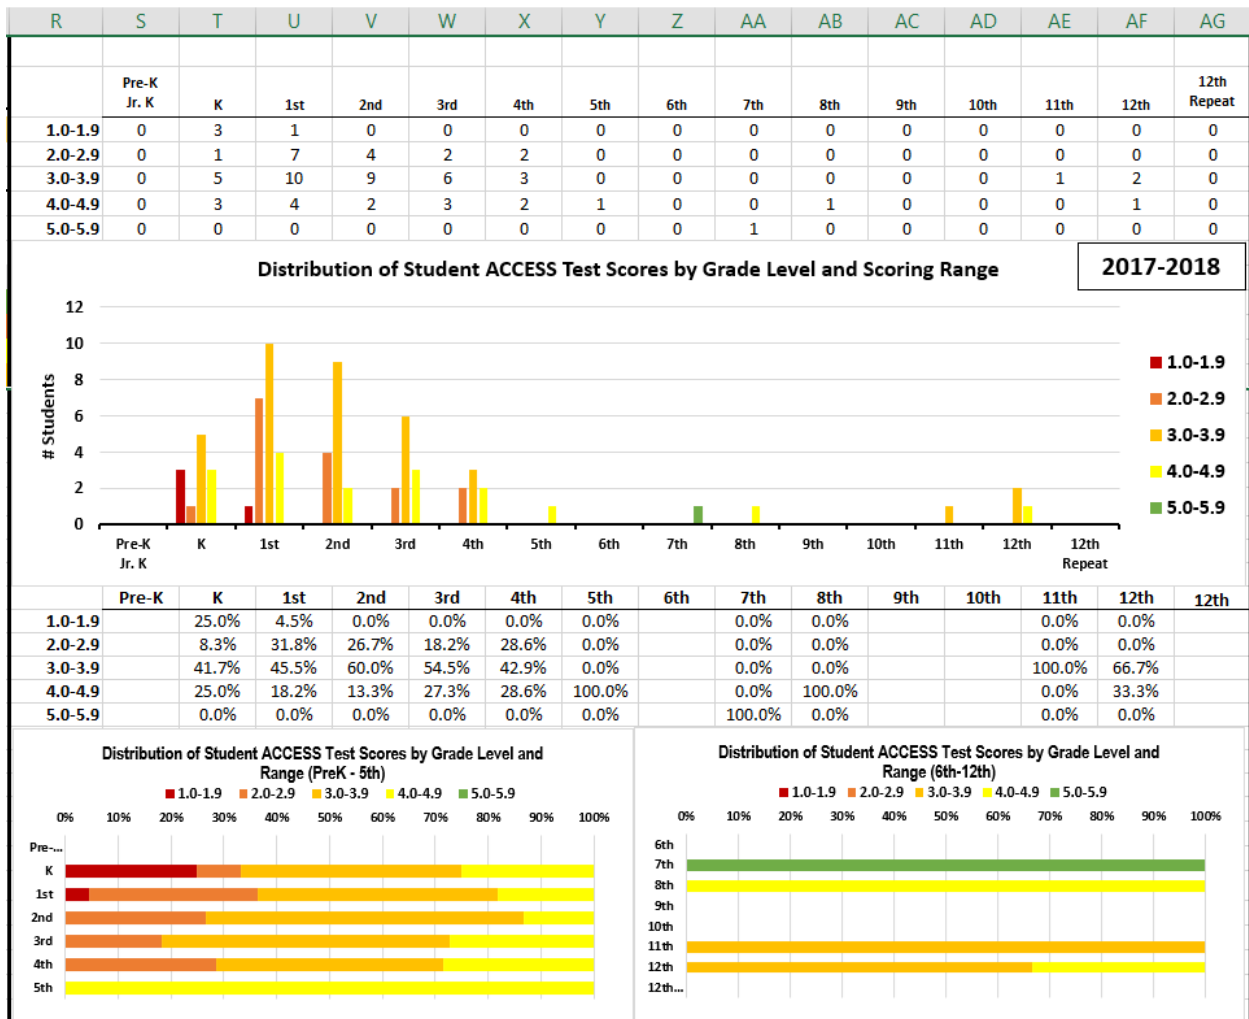 R S T U V W X Y Z AA AB AC AD AE AF AG
Pre-K 12th
Jr. K K 1st 2nd 3rd 4th 5th 6th 7th 8th 9th 10th 11th 12th Repeat
1.0-1.9 0 3 1 0 0 0 0 0 0 0 0 0 0 0 0
2.0-2.9 0 1 7 4 2 2 0 0 0 0 0 0 0 0 0
3.0-3.9 0 5 10 9 6 3 0 0 0 0 0 0 1 2 0
4.0-4.9 0 3 4 2 3 2 1 0 0 1 0 0 0 1 0
5.0-5.9 0 0 0 0 0 0 0 0 1 0 0 0 0 0 0
Distribution of Student ACCESS Test Scores by Grade Level and Scoring Range
2017-2018
# Students
12
10
8
6
4
2
0
Pre-K K 1st 2nd 3rd 4th 5th 6th 7th 8th 9th 10th 11th 12th 12th
Jr. K Repeat
1.0-1.9
2.0-2.9
3.0-3.9
4.0-4.9
5.0-5.9
Pre-K K 1st 2nd 3rd 4th 5th 6th 7th 8th 9th 10th 11th 12th 12th
1.0-1.9 25.0% 4.5% 0.0% 0.0% 0.0% 0.0% 0.0% 0.0% 0.0% 0.0%
2.0-2.9 8.3% 31.8% 26.7% 18.2% 28.6% 0.0% 0.0% 0.0% 0.0% 0.0%
3.0-3.9 41.7% 45.5% 60.0% 54.5% 42.9% 0.0% 0.0% 0.0% 100.0% 66.7%
4.0-4.9 25.0% 18.2% 13.3% 27.3% 28.6% 100.0% 0.0% 100.0% 0.0% 33.3%
5.0-5.9 0.0% 0.0% 0.0% 0.0% 0.0% 0.0% 100.0% 0.0% 0.0% 0.0%
Distribution of Student ACCESS Test Scores by Grade Level and
Range (PreK - 5th)
1.0-1.9 2.0-2.9 3.0-3.9 4.0-4.9 5.0-5.9
0% 10% 20% 30% 40% 50% 60% 70% 80% 90% 100%
Pre-...
K
1st
2nd
3rd
4th
5th
Distribution of Student ACCESS Test Scores by Grade Level and
Range (6th-12th)
1.0-1.9 2.0-2.9 3.0-3.9 4.0-4.9 5.0-5.9
0% 10% 20% 30% 40% 50% 60% 70% 80% 90% 100%
6th
7th
8th
9th
10th
11th
12th
12th...